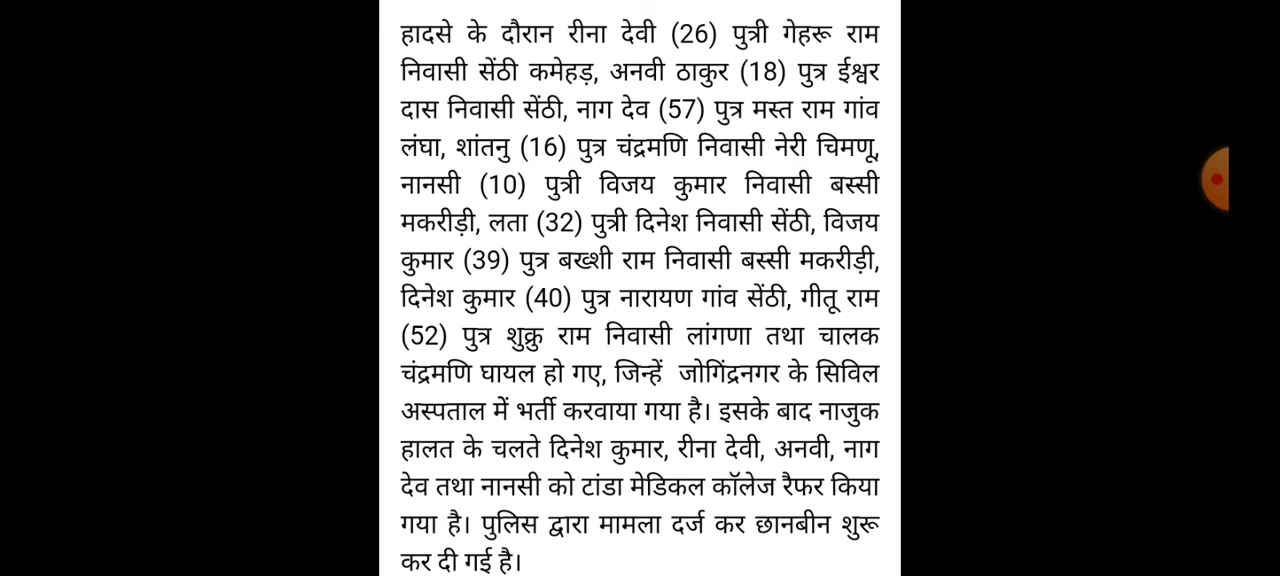 हादसे के दौरान रीना देवी (26) पुत्री गेहरू राम
निवासी सेंठी कमेहड़, अनवी ठाकुर (18) पुत्र ईश्वर
दास निवासी सेंठी, नाग देव (57) पुत्र मस्त राम गांव
लंघा, शांतनु (16) पुत्र चंद्रमणि निवासी नेरी चिमणू,
नानसी (10) पुत्री विजय कुमार निवासी बस्सी
मकरीड़ी, लता (32) पुत्री दिनेश निवासी सेंठी, विजय
कुमार (39) पुत्र बख्शी राम निवासी बस्सी मकरीड़ी,
दिनेश कुमार (40) पुत्र नारायण गांव सेंठी, गीतू राम
(52) पुत्र शुक्रु राम निवासी लांगणा तथा चालक
चंद्रमणि घायल हो गए, जिन्हें जोगिंद्रनगर के सिविल
अस्पताल में भर्ती करवाया गया है। इसके बाद नाजुक
हालत के चलते दिनेश कुमार, रीना देवी, अनवी, नाग
देव तथा नानसी को टांडा मेडिकल कॉलेज रैफर किया
गया है। पुलिस द्वारा मामला दर्ज कर छानबीन शुरू
कर दी गई है।